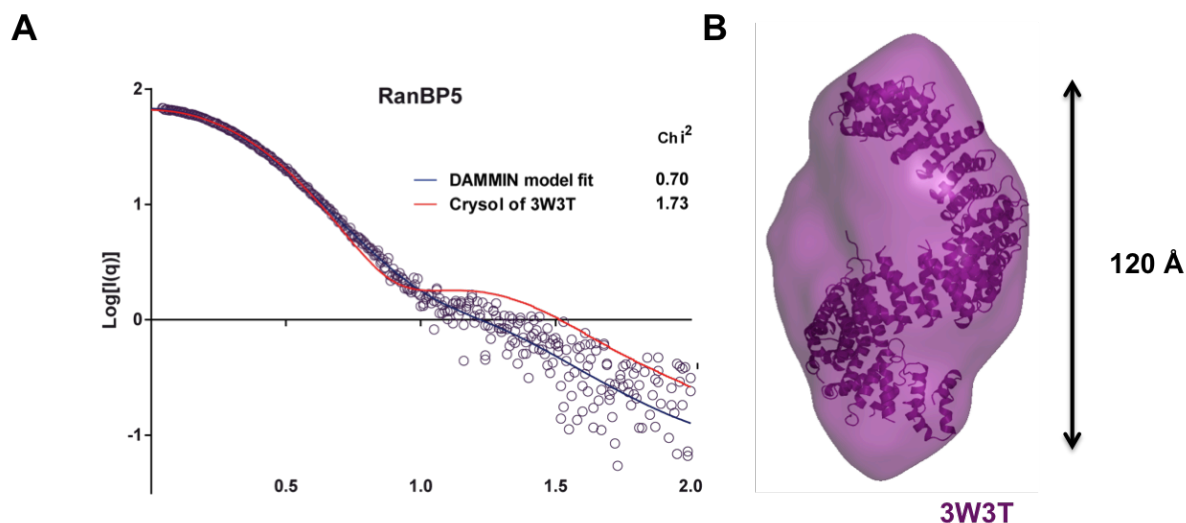 A
B
RanBP5
Chi²
DAMMIN model fit 0.70
Crysol of 3W3T 1.73
Log[I(q)]
2
1
0
-1
0.5 1.0 1.5 2.0
120 Å
3W3T